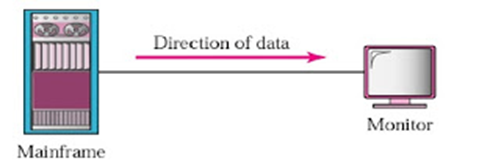 Direction of data
Monitor
Mainframe